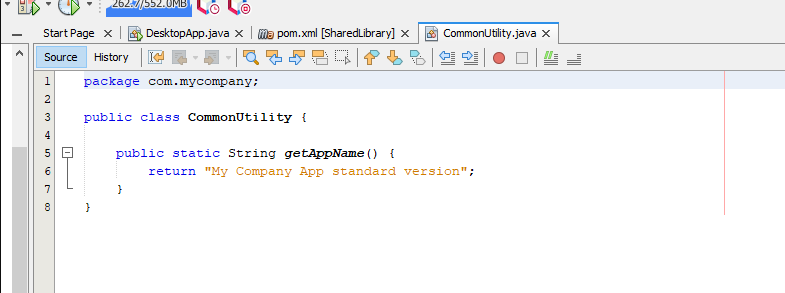 262.7/552.0MB
Start Page DesktopApp.java pom.xml [SharedLibrary] CommonUtility.java
Source History
1 package com.mycompany;
2
3 public class CommonUtility {
4
5 public static String getAppName() {
6 return "My Company App standard version";
7 }
8 }